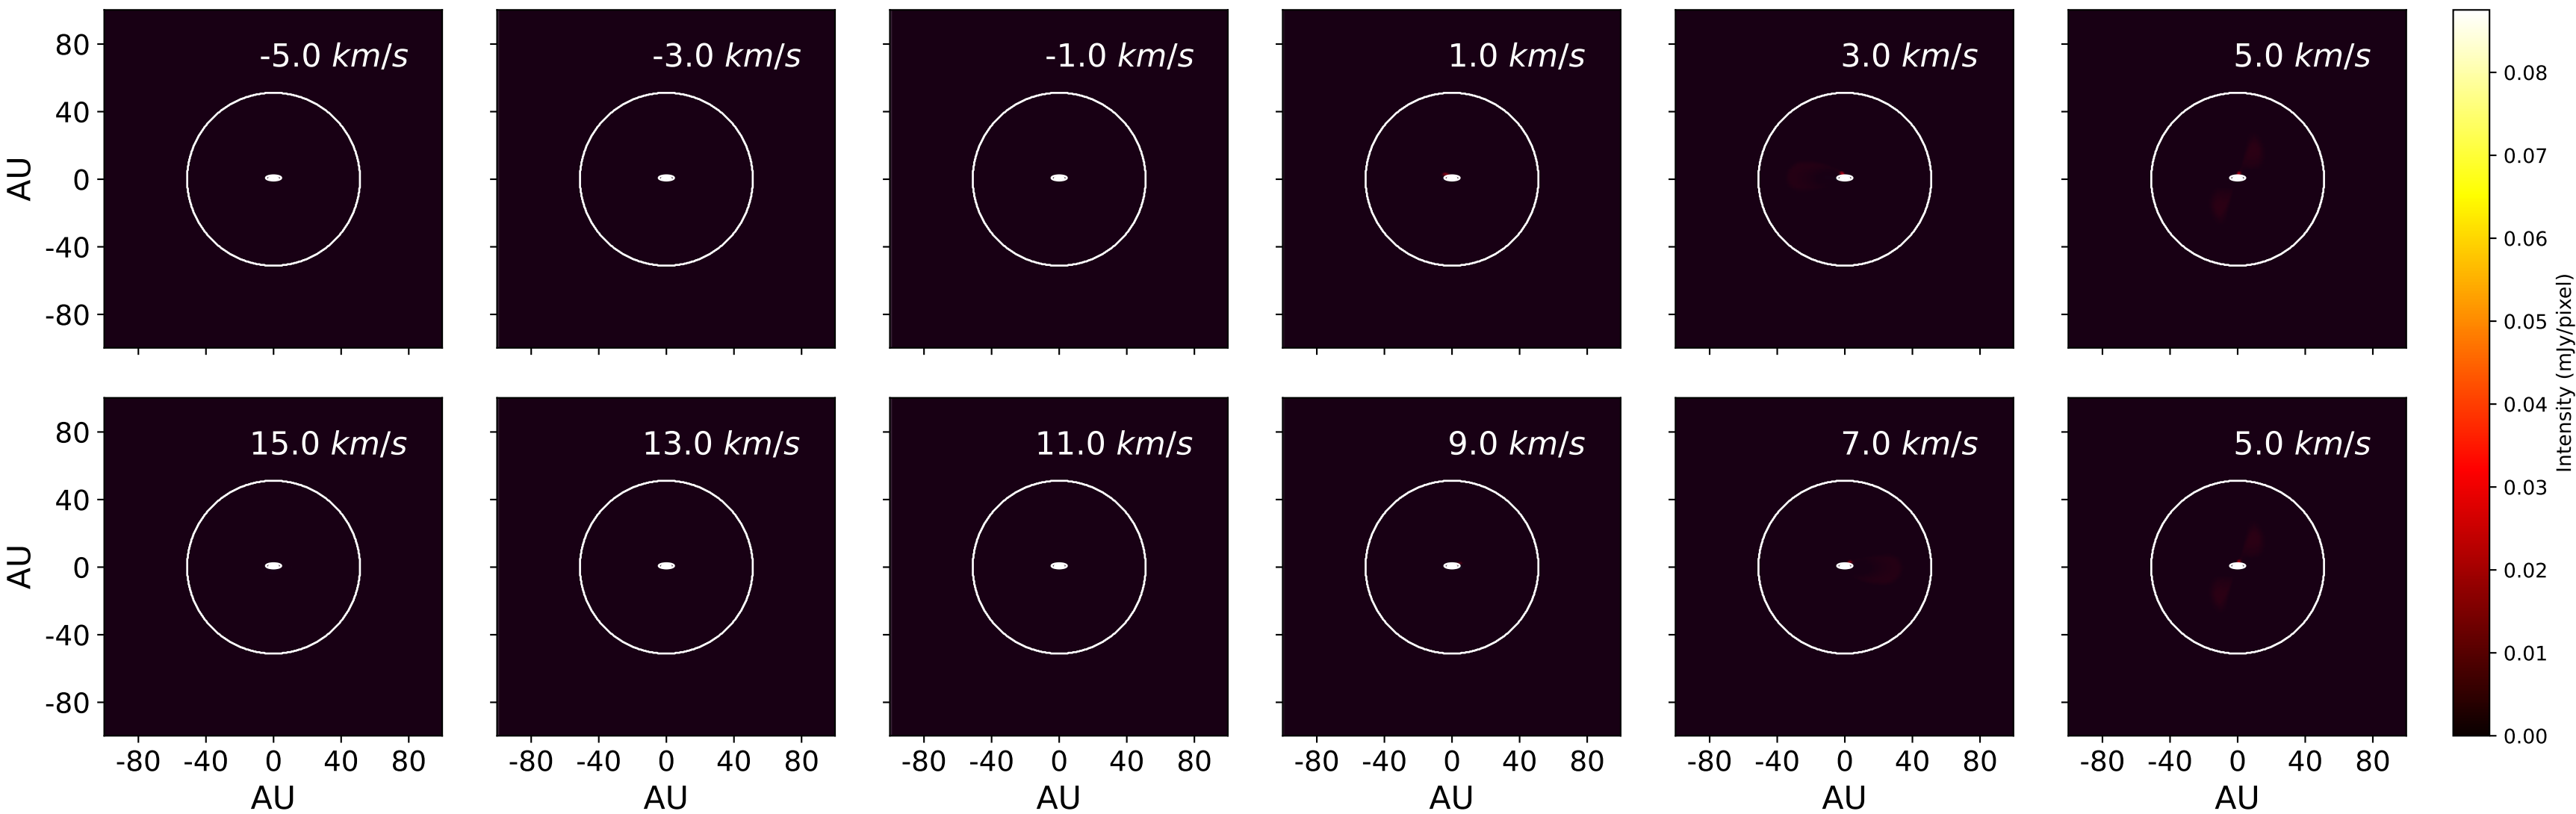 -5.0 km/s
-3.0 km/s
-1.0 km/s
1.0 km/s
3.0 km/s
5.0 km/s
80
40
0
-40
-80
AU
15.0 km/s
13.0 km/s
11.0 km/s
9.0 km/s
7.0 km/s
5.0 km/s
80
40
0
-40
-80
AU
-80 -40 0 40 80
-80 -40 0 40 80
-80 -40 0 40 80
-80 -40 0 40 80
-80 -40 0 40 80
-80 -40 0 40 80
AU
AU
AU
AU
AU
AU
0.08
0.07
0.06
0.05
0.04
0.03
0.02
0.01
0.00
Intensity (mJy/pixel)